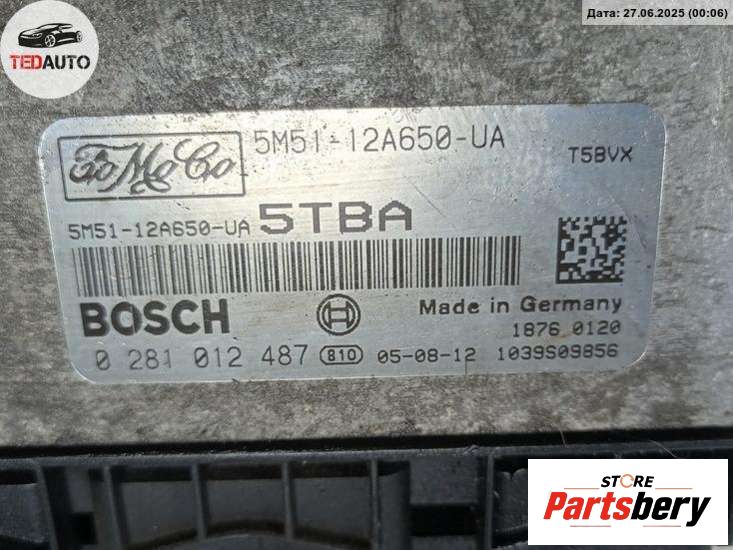 Дата: 27.06.2025 (00:06)
TEDAUTO
FoMoCo
5M51-12A650-UA
T5BVX
5M51-12A650-UA 5TBA
BOSCH
Made in Germany
1876 0120
0 281 012 487 810 05-08-12 1039S09856
STORE
Partsbery